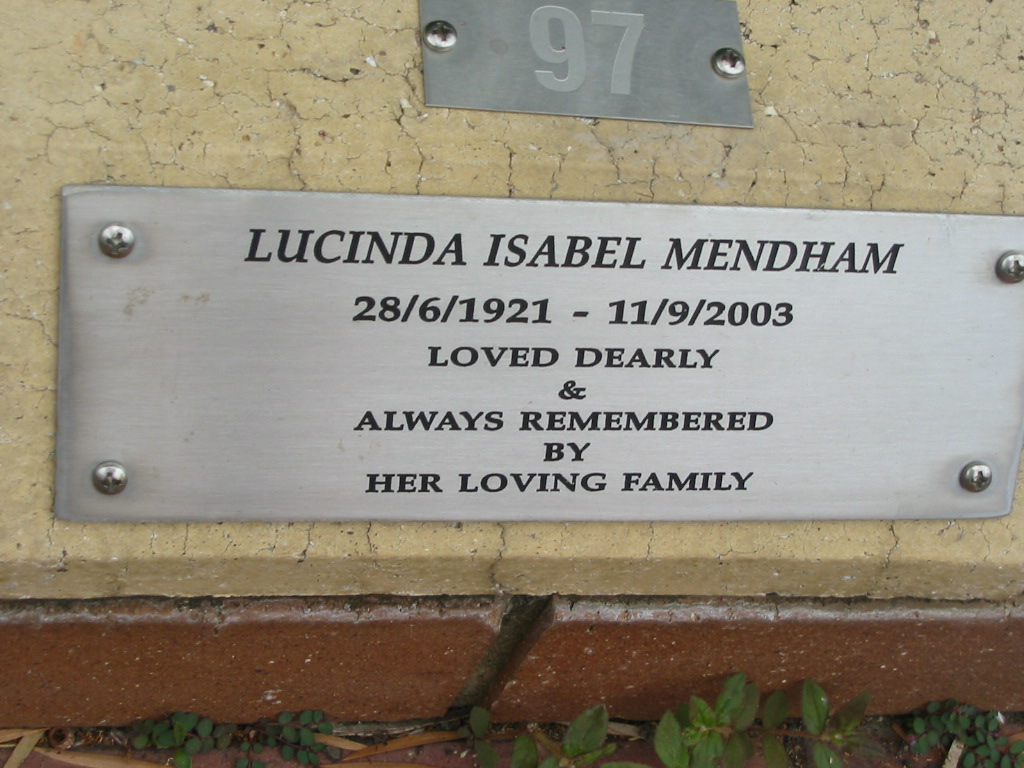 97
LUCINDA ISABEL MENDHAM
28/6/1921 - 11/9/2003
LOVED DEARLY
&
ALWAYS REMEMBERED
BY
HER LOVING FAMILY